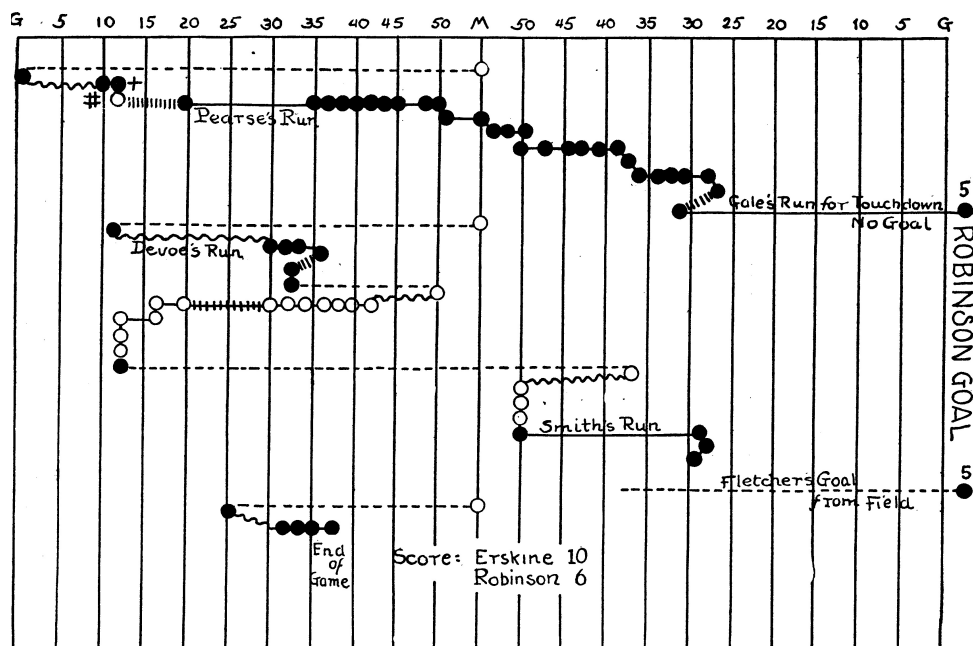 G 5 10 15 20 25 30 35 40 45 50 M 50 45 40 35 30 25 20 15 10 5 G
+
#
Pearse's Run
5
Gale's Run for Touchdown
No Goal
Devoe's Run
ROBINSON GOAL
Smith's Run
5
Fletcher's Goal
from Field
End
of
Game
Score: Erskine 10
Robinson 6